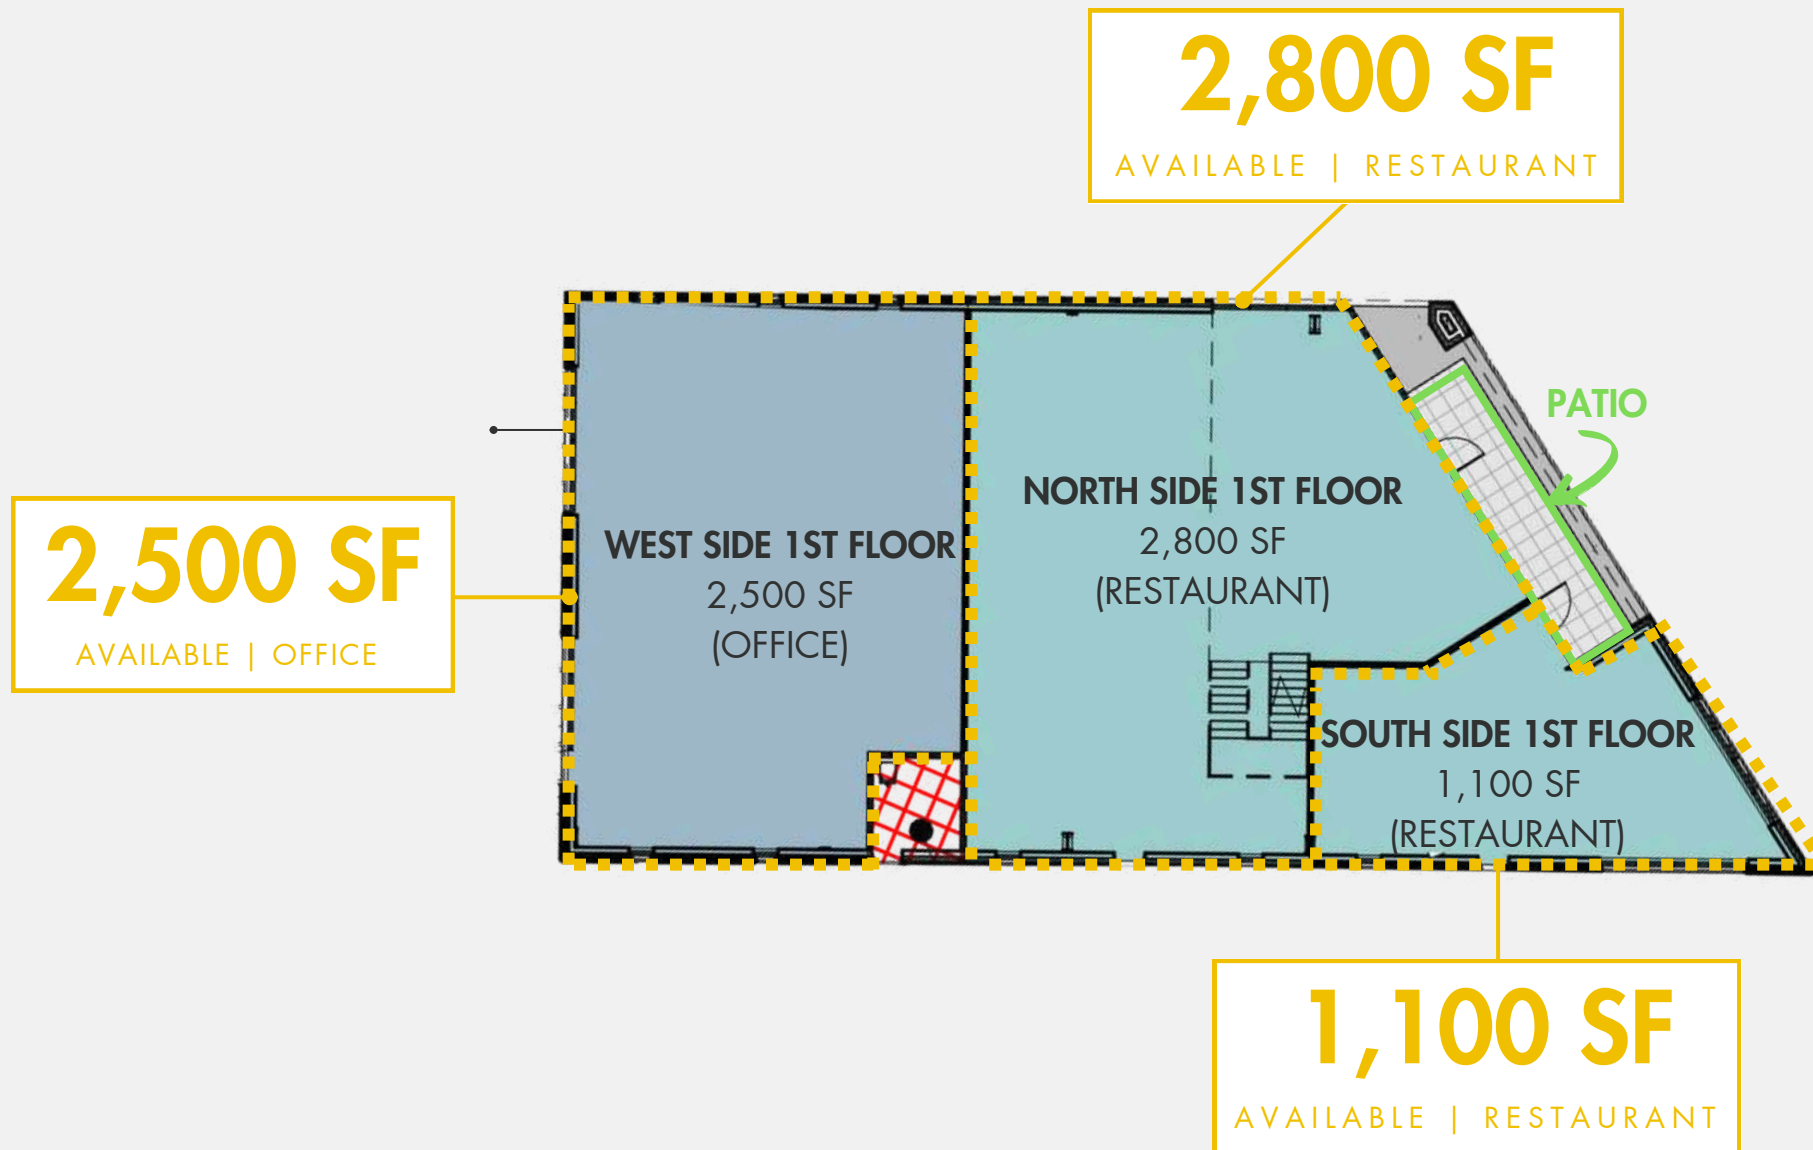 2,800 SF
AVAILABLE | RESTAURANT
PATIO
NORTH SIDE 1ST FLOOR
2,800 SF
(RESTAURANT)
WEST SIDE 1ST FLOOR
2,500 SF
(OFFICE)
2,500 SF
AVAILABLE | OFFICE
SOUTH SIDE 1ST FLOOR
1,100 SF
(RESTAURANT)
1,100 SF
AVAILABLE | RESTAURANT